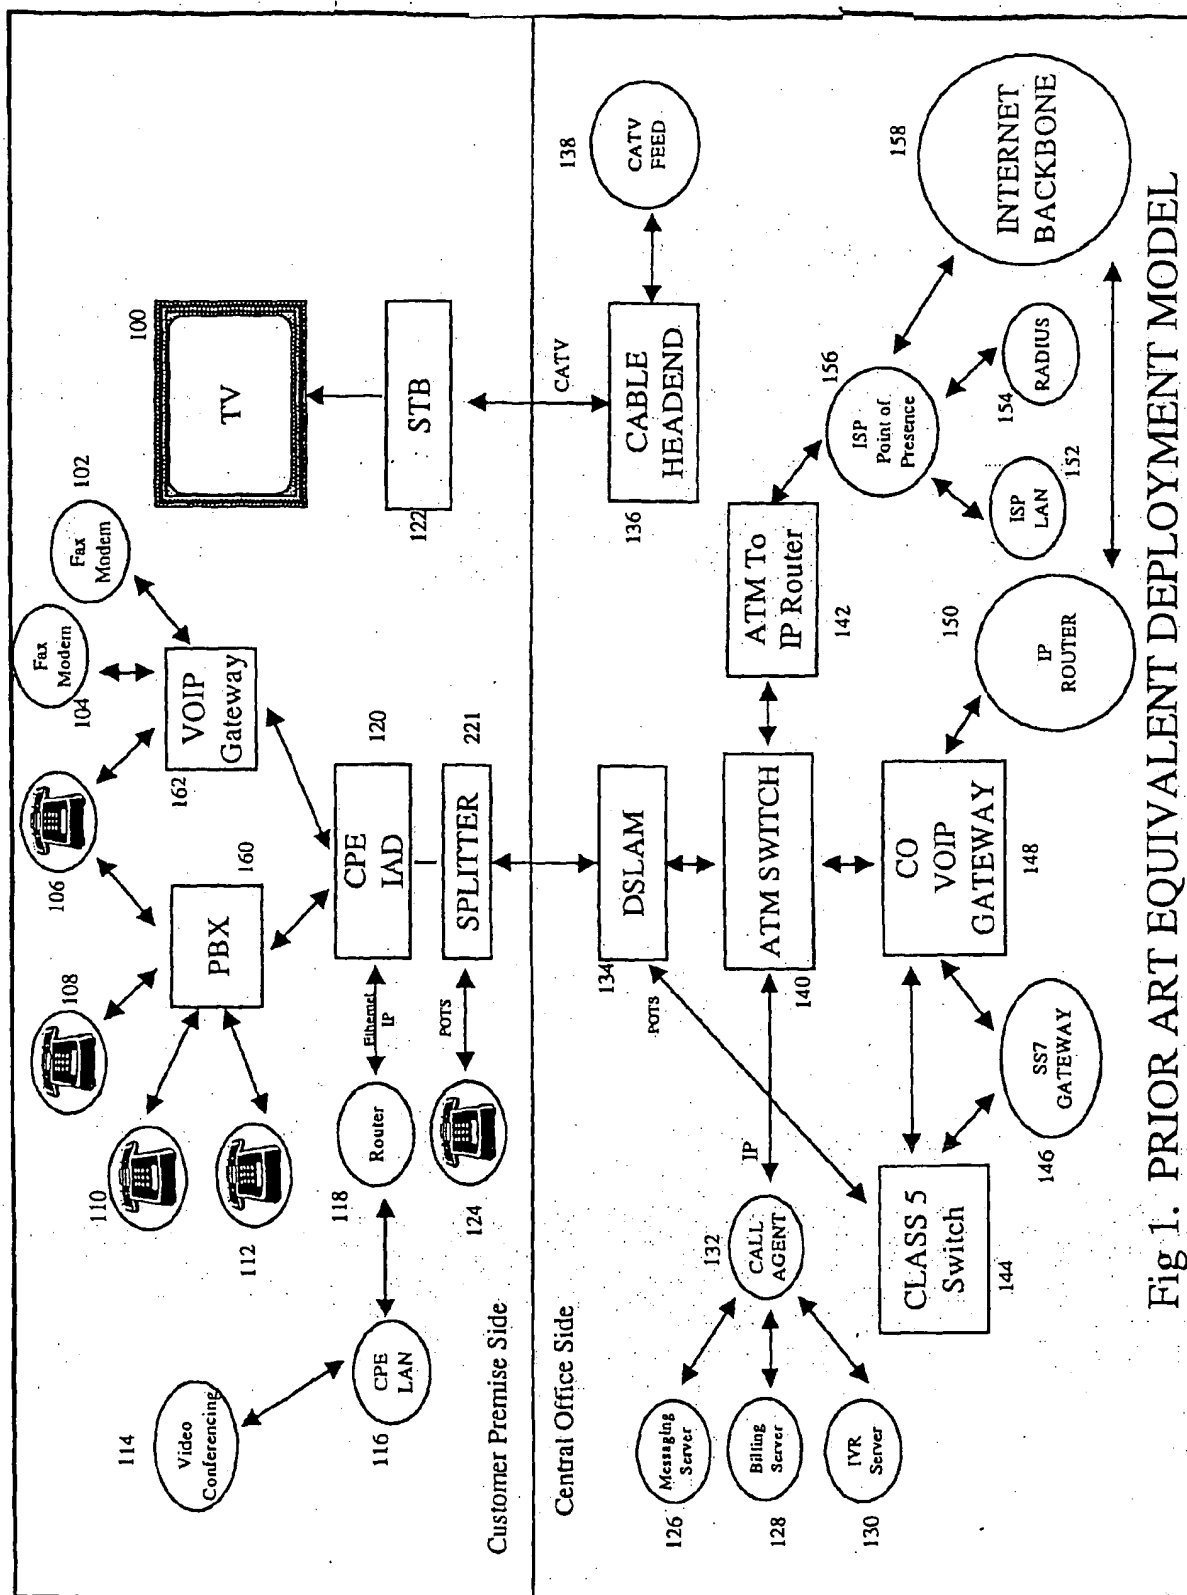 114
Video
Conferencing
110
112
108
106
104
Fax
Modem
102
Fax
Modem
100
TV
PBX
160
162
VOIP
Gateway
116
CPE
LAN
118
Router
Ethernet
IP
CPE
IAD
120
122
STB
124
POTS
SPLITTER
221
Customer Premise Side
Central Office Side
CATV
138
CATV
FEED
136
CABLE
HEADEND
134
DSLAM
POTS
126
Messaging
Server
128
Billing
Server
130
IVR
Server
132
CALL
AGENT
IP
140
ATM SWITCH
ATM To
IP Router
142
156
ISP
Point of
Presence
158
INTERNET
BACKBONE
154
RADIUS
152
ISP
LAN
150
IP
ROUTER
CO
VOIP
GATEWAY
148
146
SS7
GATEWAY
CLASS 5
Switch
144
Fig 1. PRIOR ART EQUIVALENT DEPLOYMENT MODEL